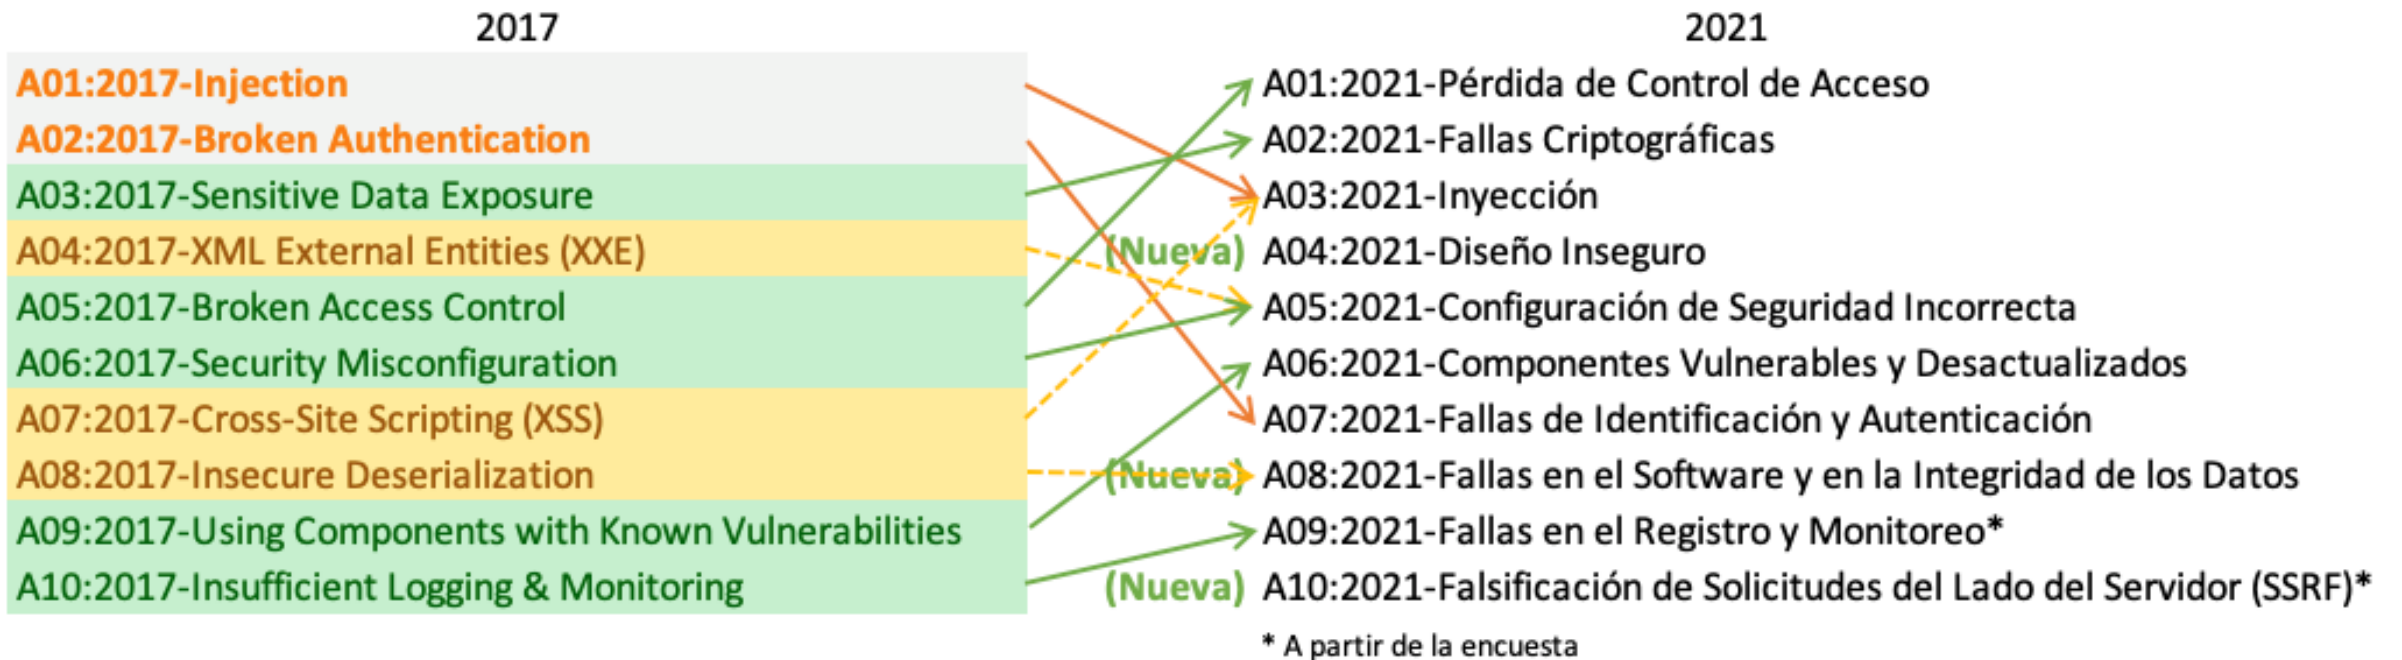 2017
A01:2017-Injection
A02:2017-Broken Authentication
A03:2017-Sensitive Data Exposure
A04:2017-XML External Entities (XXE)
A05:2017-Broken Access Control
A06:2017-Security Misconfiguration
A07:2017-Cross-Site Scripting (XSS)
A08:2017-Insecure Deserialization
A09:2017-Using Components with Known Vulnerabilities
A10:2017-Insufficient Logging & Monitoring
2021
A01:2021-Pérdida de Control de Acceso
A02:2021-Fallas Criptográficas
A03:2021-Inyección
(Nueva) A04:2021-Diseño Inseguro
A05:2021-Configuración de Seguridad Incorrecta
A06:2021-Componentes Vulnerables y Desactualizados
A07:2021-Fallas de Identificación y Autenticación
(Nueva) A08:2021-Fallas en el Software y en la Integridad de los Datos
A09:2021-Fallas en el Registro y Monitoreo*
(Nueva) A10:2021-Falsificación de Solicitudes del Lado del Servidor (SSRF)*
* A partir de la encuesta